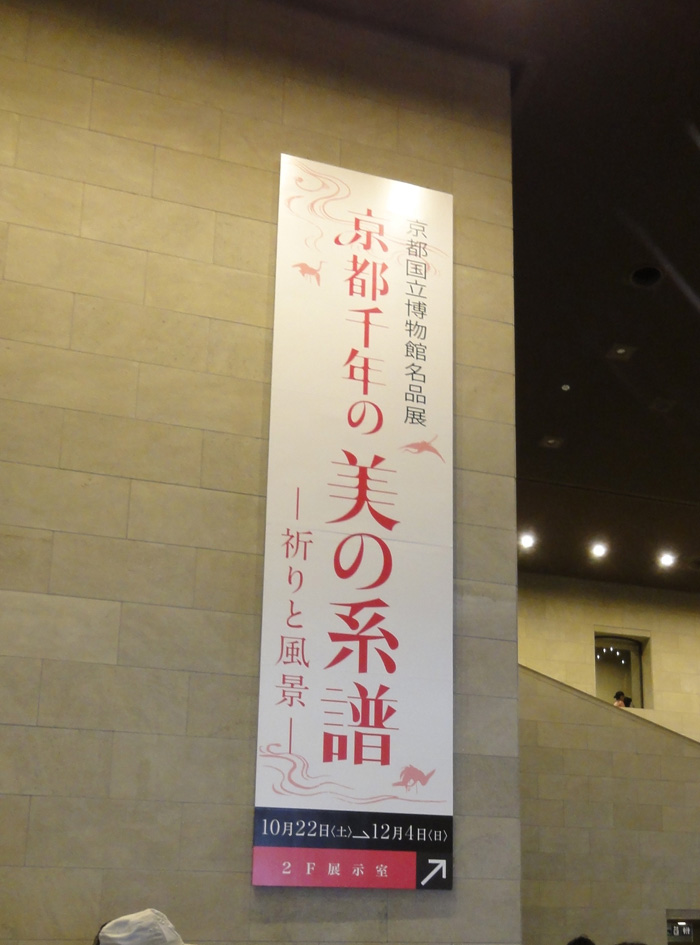 京都国立博物館名品展
京都千年の
美の系譜
―祈りと風景―
10月22日〈土〉→12月4日〈日〉
2F展示室